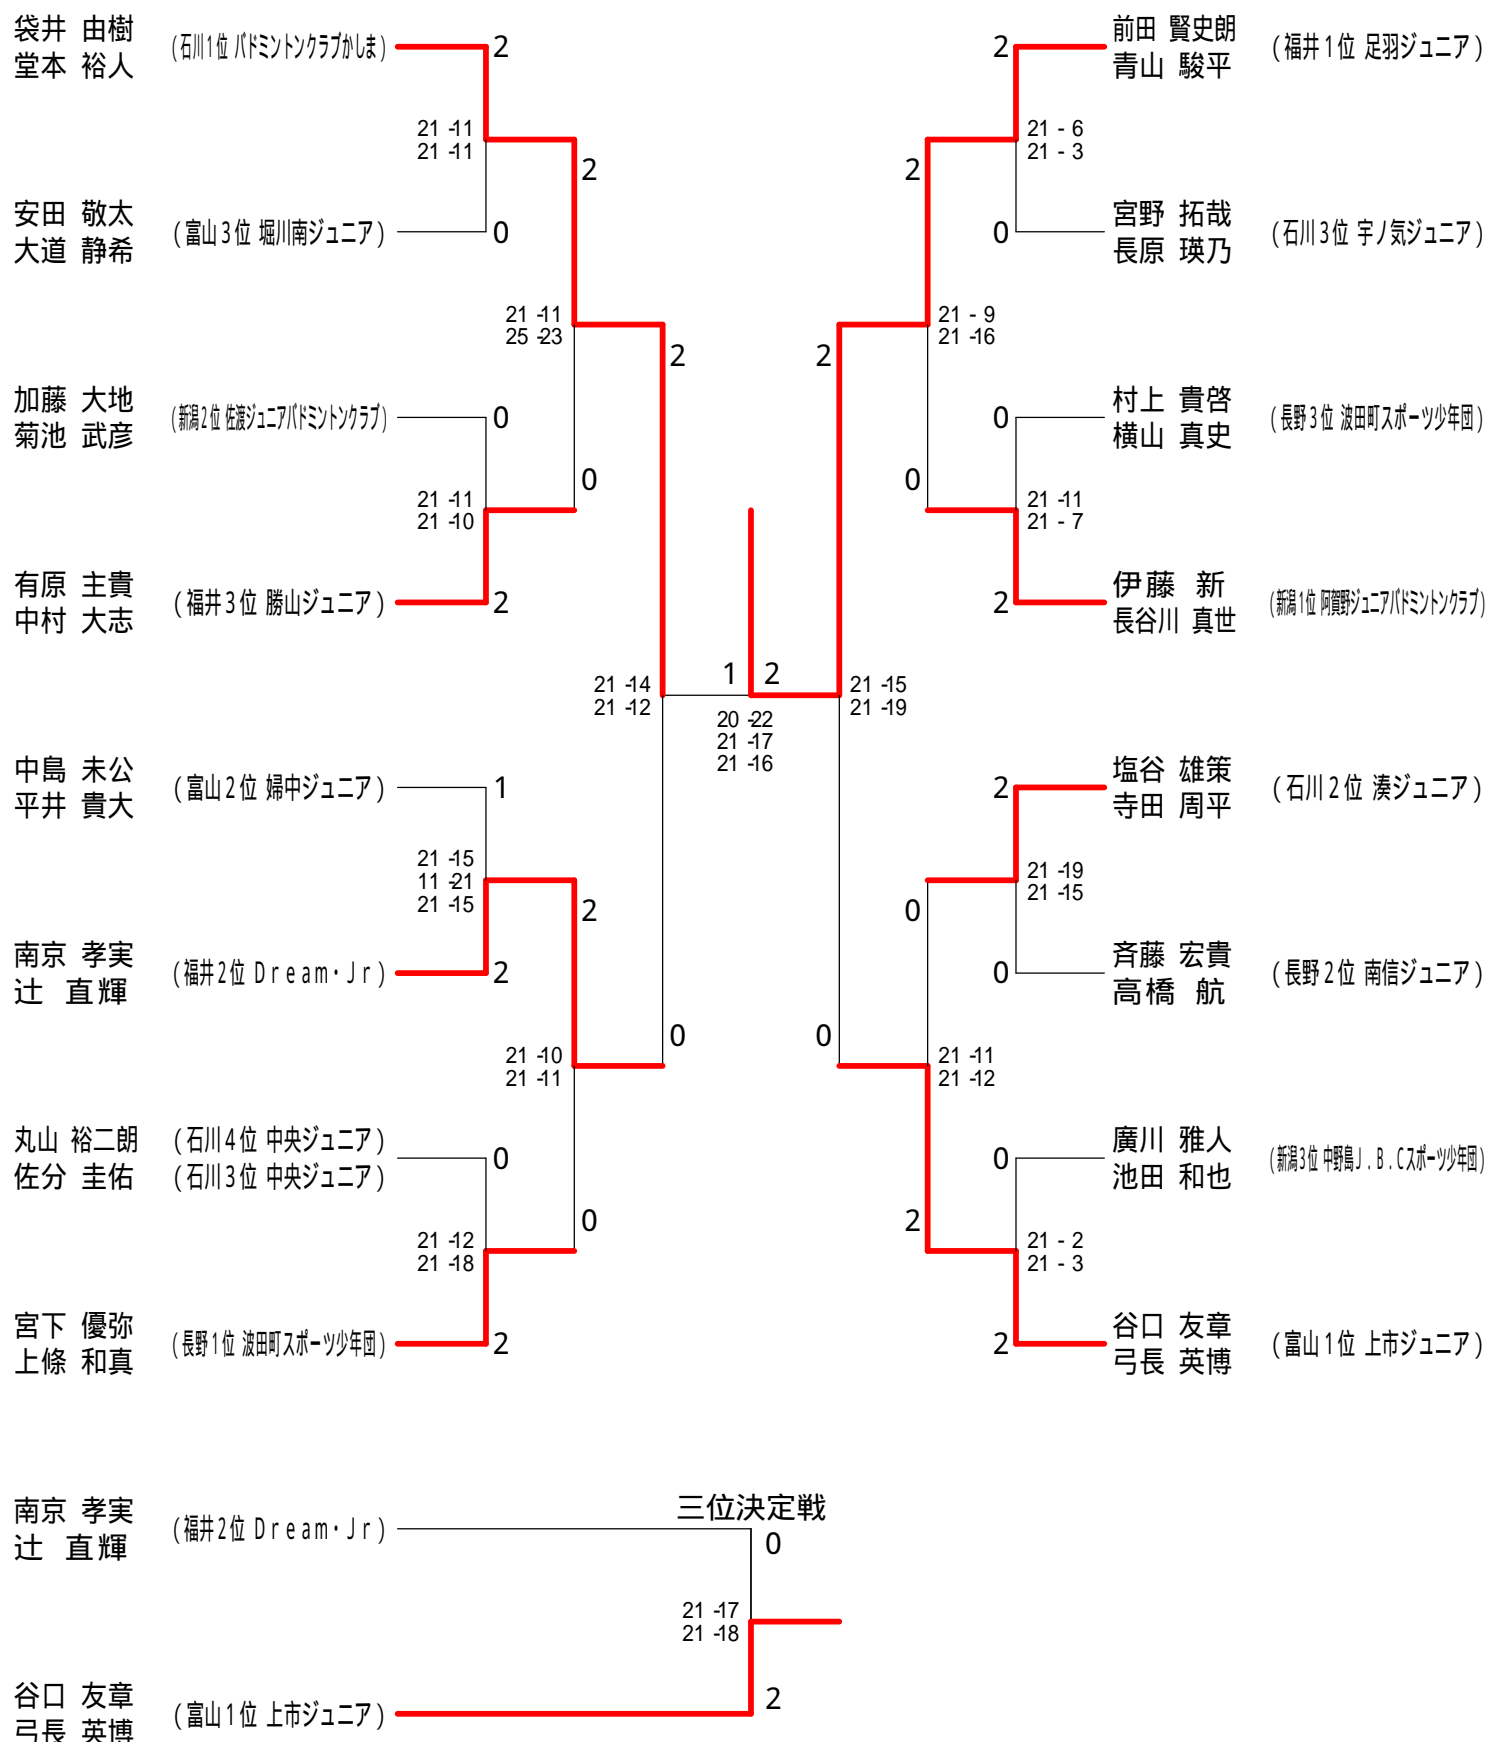 袋井 由樹
堂本 裕人
(石川1位 バドミントンクラブかしま)
2
21 -11
21 -11
安田 敬太
大道 静希
(富山3位 堀川南ジュニア)
0
2
21 -11
25 -23
加藤 大地
菊池 武彦
(新潟2位 佐渡ジュニアバドミントンクラブ)
0
21 -11
21 -10
0
有原 主貴
中村 大志
(福井3位 勝山ジュニア)
2
2
21 -14
21 -12
中島 未公
平井 貴大
(富山2位 婦中ジュニア)
1
21 -15
11 -21
21 -15
2
南京 孝実
辻 直輝
(福井2位 Dream・Jr)
2
21 -10
21 -11
0
丸山 裕二朗
佐分 圭佑
(石川4位 中央ジュニア)
(石川3位 中央ジュニア)
0
21 -12
21 -18
0
宮下 優弥
上條 和真
(長野1位 波田町スポーツ少年団)
2
1
2
20 -22
21 -17
21 -16
2
前田 賢史朗
青山 駿平
(福井1位 足羽ジュニア)
21 - 6
21 - 3
2
0
宮野 拓哉
長原 瑛乃
(石川3位 宇ノ気ジュニア)
21 - 9
21 -16
2
0
村上 貴啓
横山 真史
(長野3位 波田町スポーツ少年団)
0
21 -11
21 - 7
2
伊藤 新
長谷川 真世
(新潟1位 阿賀野ジュニアバドミントンクラブ)
21 -15
21 -19
2
塩谷 雄策
寺田 周平
(石川2位 湊ジュニア)
0
21 -19
21 -15
0
斉藤 宏貴
高橋 航
(長野2位 南信ジュニア)
0
21 -11
21 -12
0
廣川 雅人
池田 和也
(新潟3位 中野島J.B.Cスポーツ少年団)
2
21 - 2
21 - 3
2
谷口 友章
弓長 英博
(富山1位 上市ジュニア)
三位決定戦
南京 孝実
辻 直輝
(福井2位 Dream・Jr)
0
21 -17
21 -18
谷口 友章
弓長 英博
(富山1位 上市ジュニア)
2